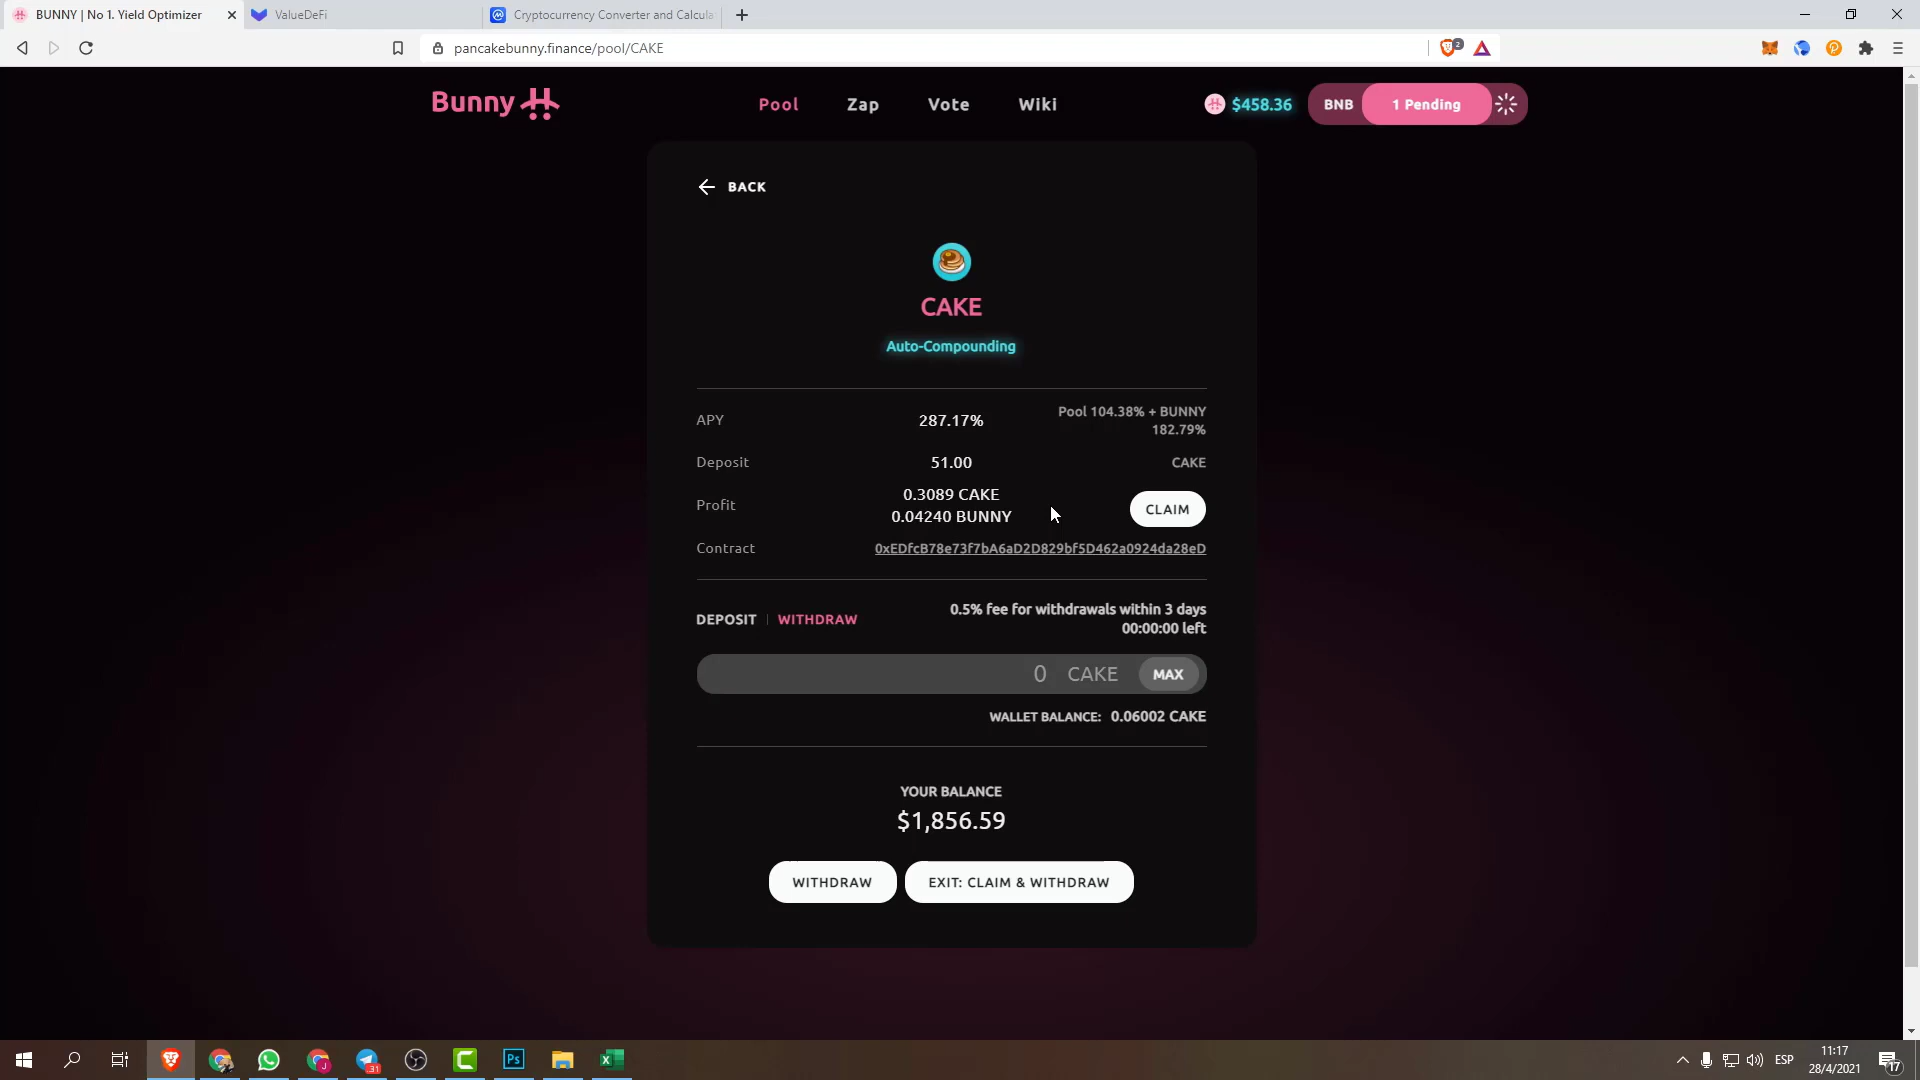 BUNNY | No 1. Yield Optimizer
ValueDeFi
Cryptocurrency Converter and Calcula
pancakebunny.finance/pool/CAKE
2
Bunny
Pool
Zap
Vote
Wiki
$458.36
BNB
1 Pending
BACK
CAKE
Auto-Compounding
APY
287.17%
Pool 104.38% + BUNNY
182.79%
Deposit
51.00
CAKE
Profit
0.3089 CAKE
0.04240 BUNNY
CLAIM
Contract
0xEDfcB78e73f7bA6aD2D829bf5D462a0924da28eD
DEPOSIT | WITHDRAW
0.5% fee for withdrawals within 3 days
00:00:00 left
0 CAKE
MAX
WALLET BALANCE: 0.06002 CAKE
YOUR BALANCE
$1,856.59
WITHDRAW
EXIT: CLAIM & WITHDRAW
J
31
Ps
ESP
11:17
28/4/2021
17